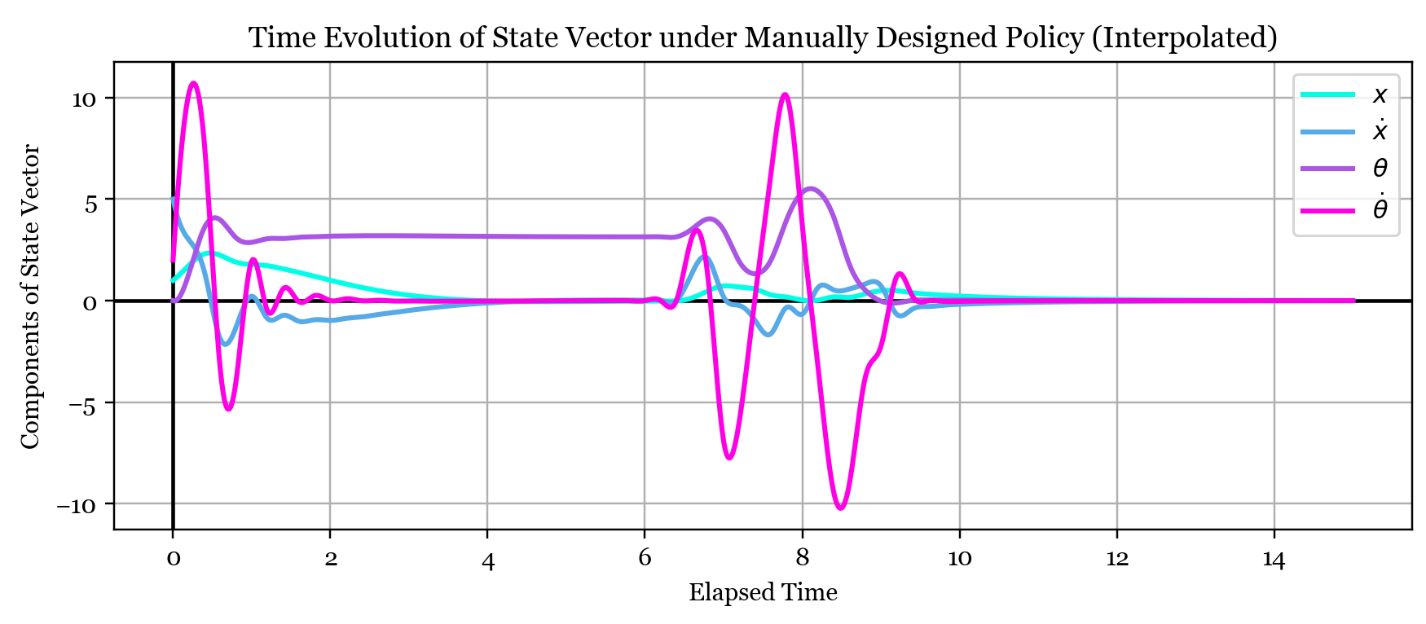 Time Evolution of State Vector under Manually Designed Policy (Interpolated)
Components of State Vector
10
5
0
−5
−10
x
ẋ
θ
θ̇
0 2 4 6 8 10 12 14
Elapsed Time